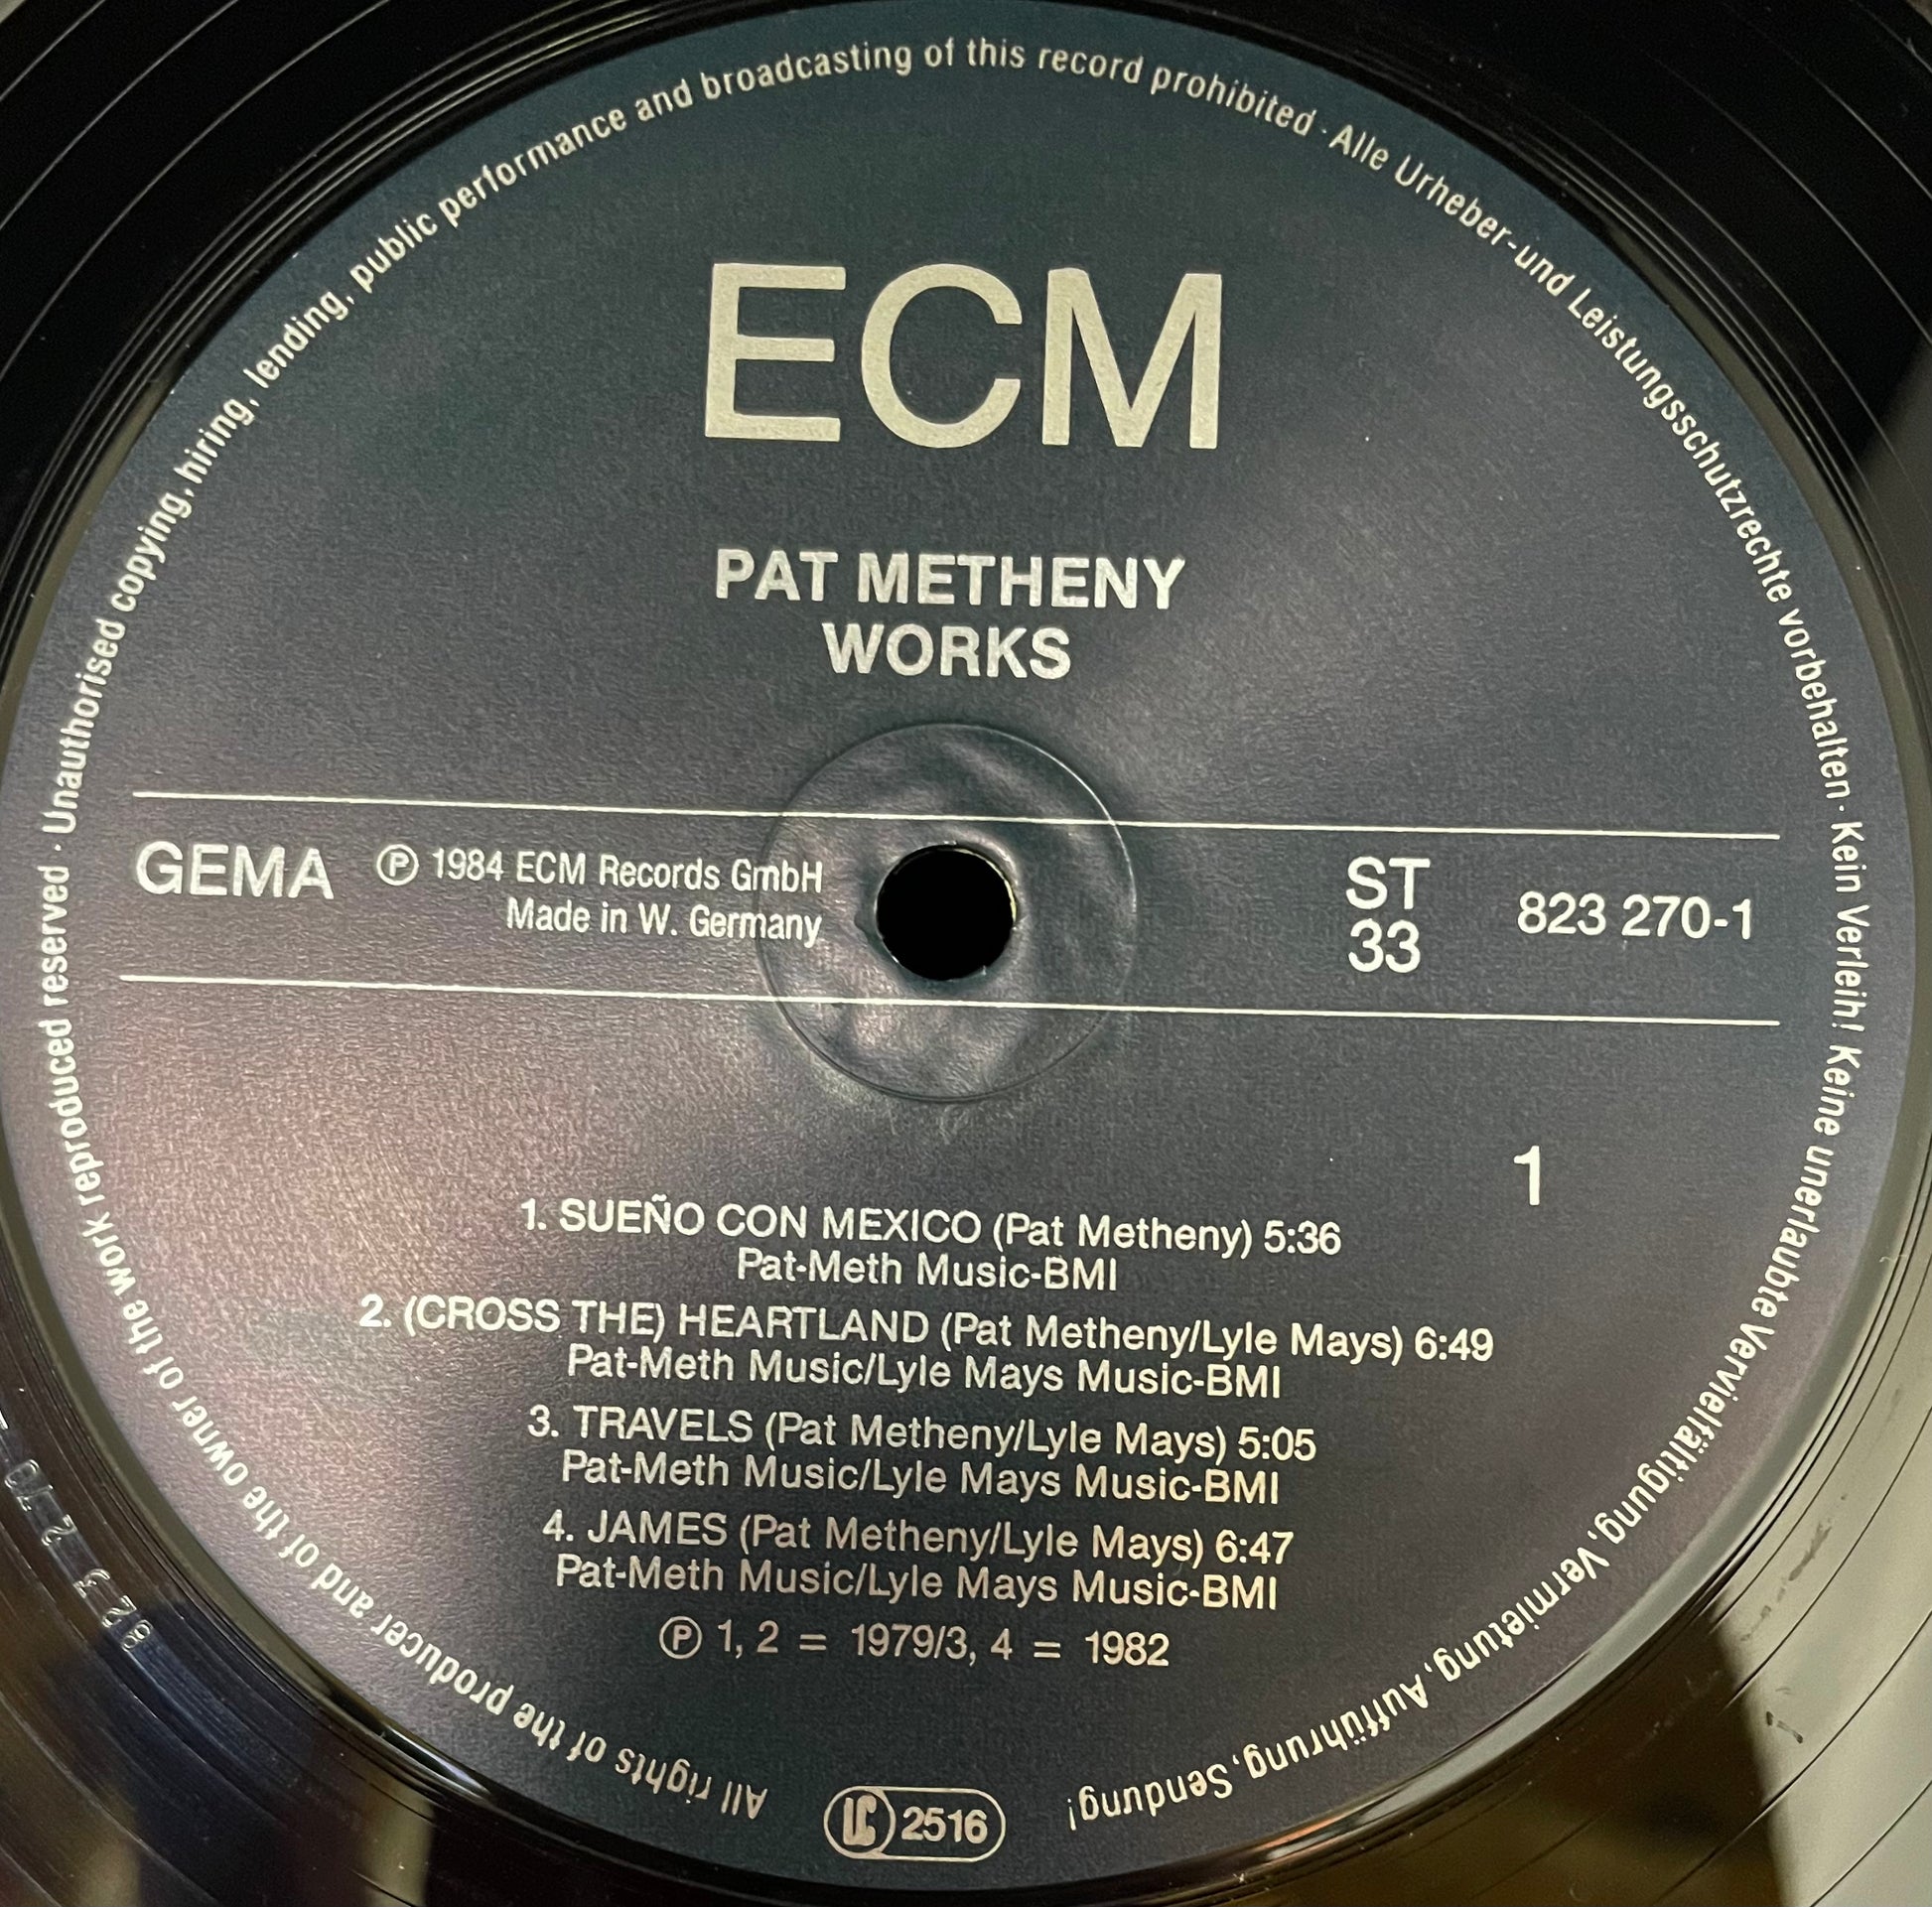 All rights of the producer and of the owner of the work reproduced reserved · Unauthorised copying, hiring, lending, public performance and broadcasting of this record prohibited · Alle Urheber-und Leistungsschutzrechte vorbehalten · Kein Verleih! Keine unerlaubte Vervielfältigung, Vermietung, Aufführung, Sendung!
ECM
PAT METHENY
WORKS
GEMA
Ⓟ 1984 ECM Records GmbH
Made in W. Germany
ST
33
823 270-1
1
1. SUEÑO CON MEXICO (Pat Metheny) 5:36
Pat-Meth Music-BMI
2. (CROSS THE) HEARTLAND (Pat Metheny/Lyle Mays) 6:49
Pat-Meth Music/Lyle Mays Music-BMI
3. TRAVELS (Pat Metheny/Lyle Mays) 5:05
Pat-Meth Music/Lyle Mays Music-BMI
4. JAMES (Pat Metheny/Lyle Mays) 6:47
Pat-Meth Music/Lyle Mays Music-BMI
Ⓟ 1, 2 = 1979/3, 4 = 1982
LC 2516
823 270